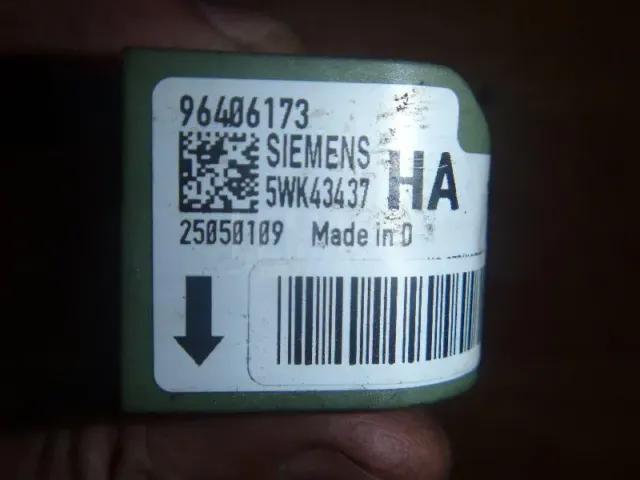 96406173
SIEMENS
5WK43437
HA
25050109 Made in D